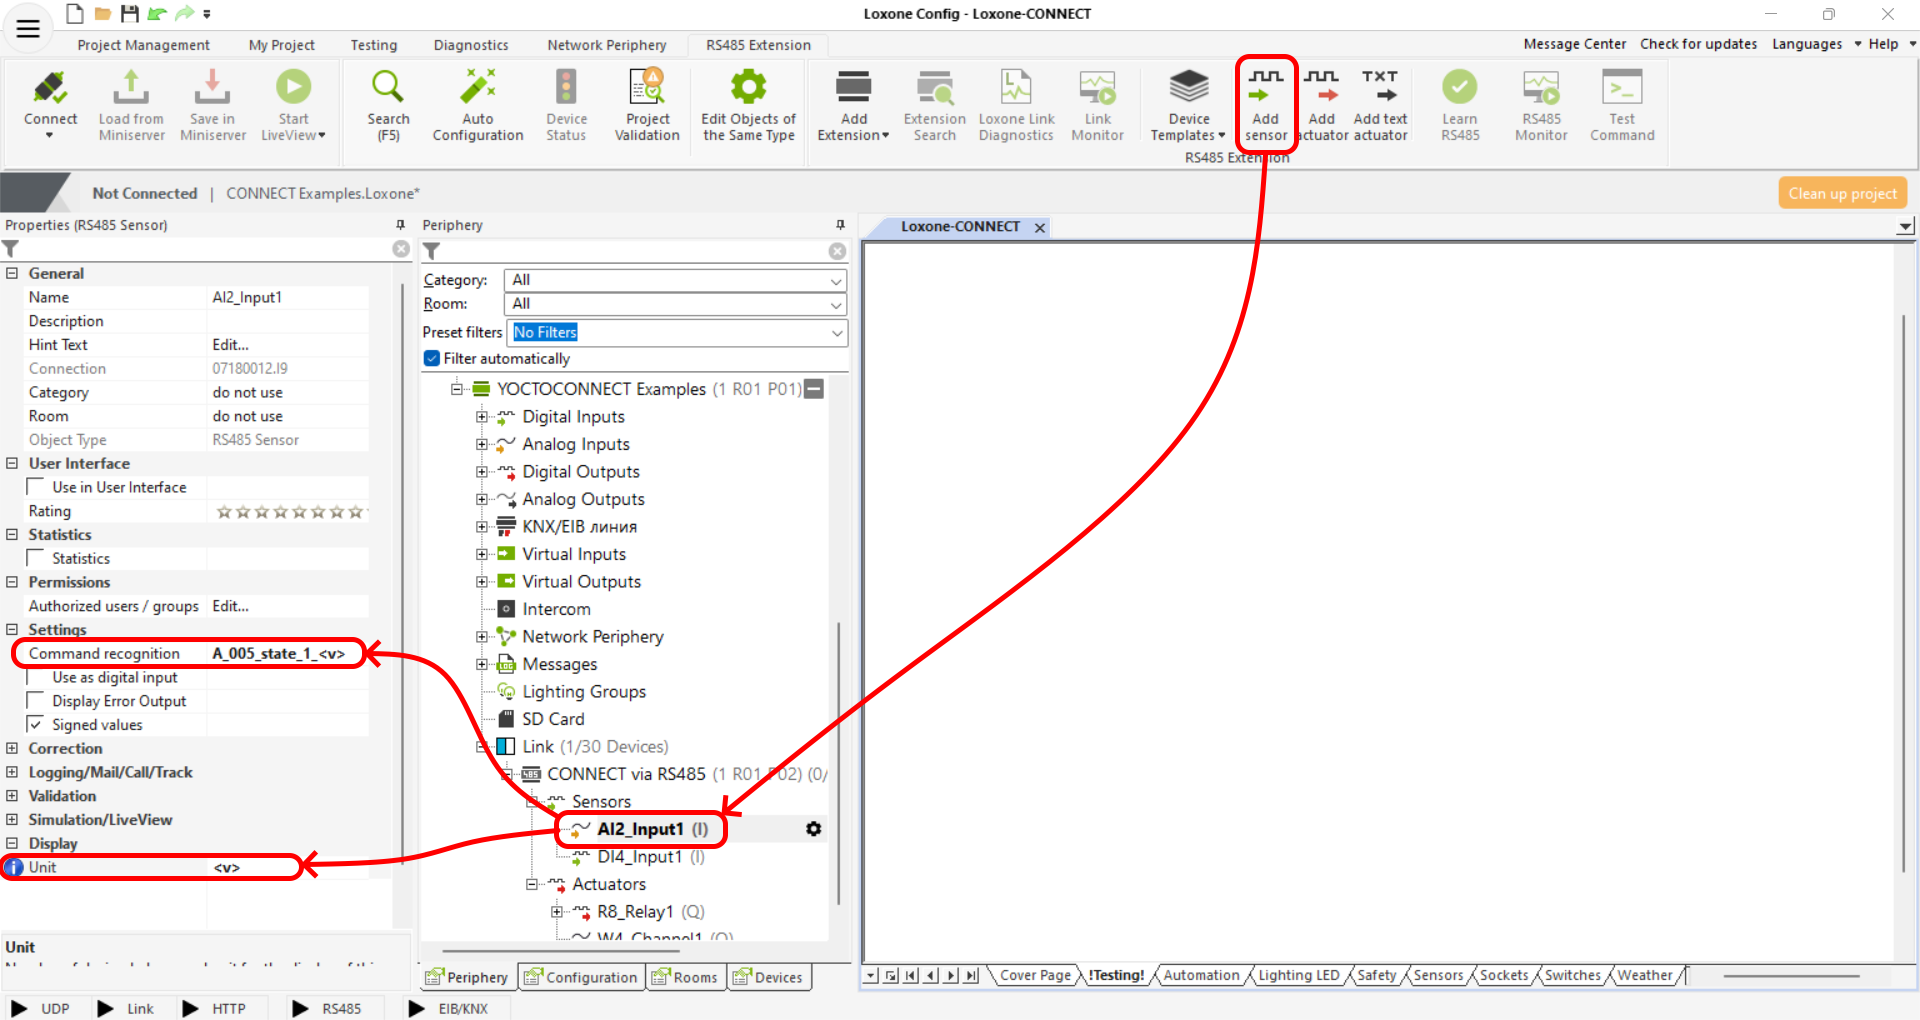 Loxone Config - Loxone-CONNECT
Project Management
My Project
Testing
Diagnostics
Network Periphery
RS485 Extension
Message Center
Check for updates
Languages
Help
Connect
Load from
Miniserver
Save in
Miniserver
Start
LiveView
Search
(F5)
Auto
Configuration
Device
Status
Project
Validation
Edit Objects of
the Same Type
Add
Extension
Extension
Search
Loxone Link
Diagnostics
Link
Monitor
Device
Templates
Add
sensor
Add
actuator
TXT
Add text
actuator
Learn
RS485
RS485
Monitor
Test
Command
RS485 Extension
Not Connected | CONNECT Examples.Loxone*
Clean up project
Properties (RS485 Sensor)
General
Name AI2_Input1
Description
Hint Text Edit...
Connection 07180012.I9
Category do not use
Room do not use
Object Type RS485 Sensor
User Interface
Use in User Interface
Rating
Statistics
Statistics
Permissions
Authorized users / groups Edit...
Settings
Command recognition A_005_state_1_<v>
Use as digital input
Display Error Output
Signed values
Correction
Logging/Mail/Call/Track
Validation
Simulation/LiveView
Display
Unit <v>
Unit
Periphery
Category: All
Room: All
Preset filters No Filters
Filter automatically
YOCTOCONNECT Examples (1 R01 P01)
Digital Inputs
Analog Inputs
Digital Outputs
Analog Outputs
KNX/EIB линия
Virtual Inputs
Virtual Outputs
Intercom
Network Periphery
Messages
Lighting Groups
SD Card
Link (1/30 Devices)
CONNECT via RS485 (1 R01 P02) (0/
Sensors
AI2_Input1 (I)
DI4_Input1 (I)
Actuators
R8_Relay1 (Q)
W4_Channel1 (Q)
Periphery
Configuration
Rooms
Devices
Loxone-CONNECT
Cover Page
!Testing!
Automation
Lighting LED
Safety
Sensors
Sockets
Switches
Weather
UDP
Link
HTTP
RS485
EIB/KNX